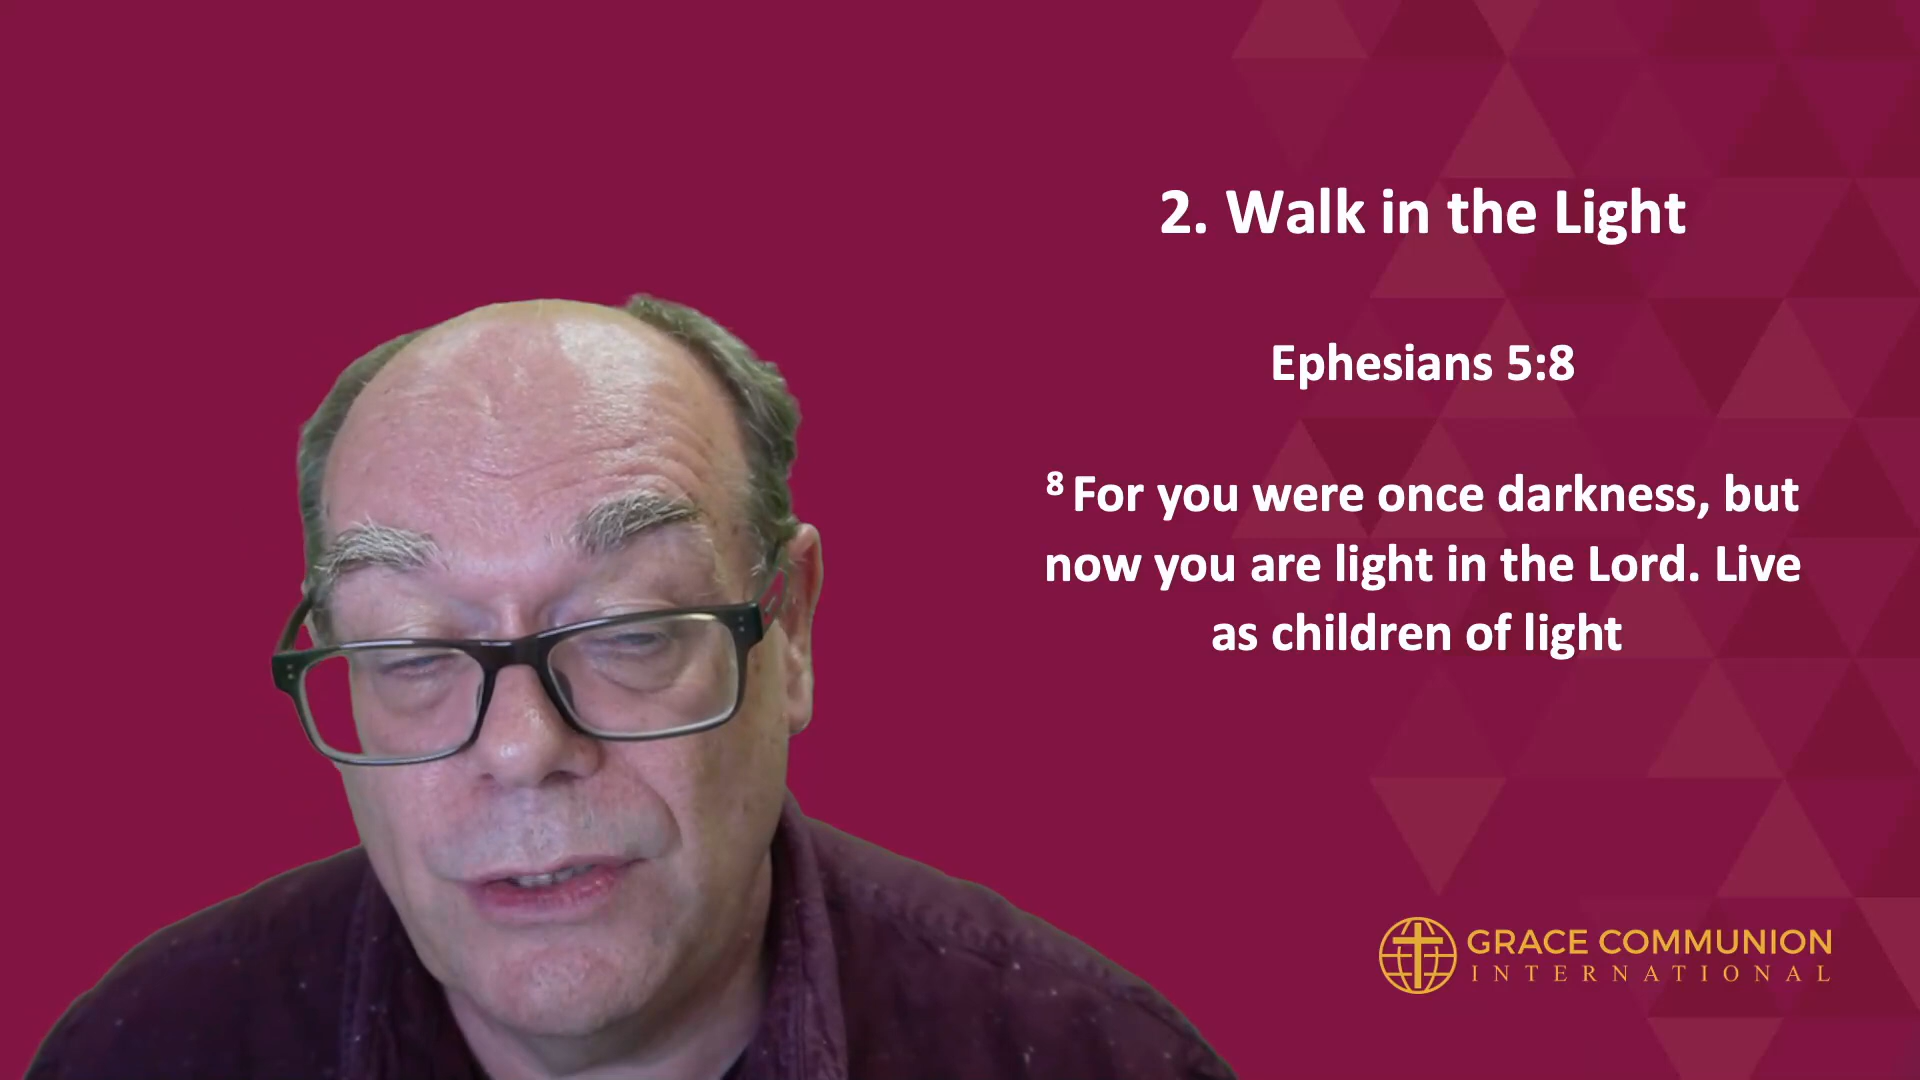 2. Walk in the Light
Ephesians 5:8
8 For you were once darkness, but
now you are light in the Lord. Live
as children of light
GRACE COMMUNION
INTERNATIONAL